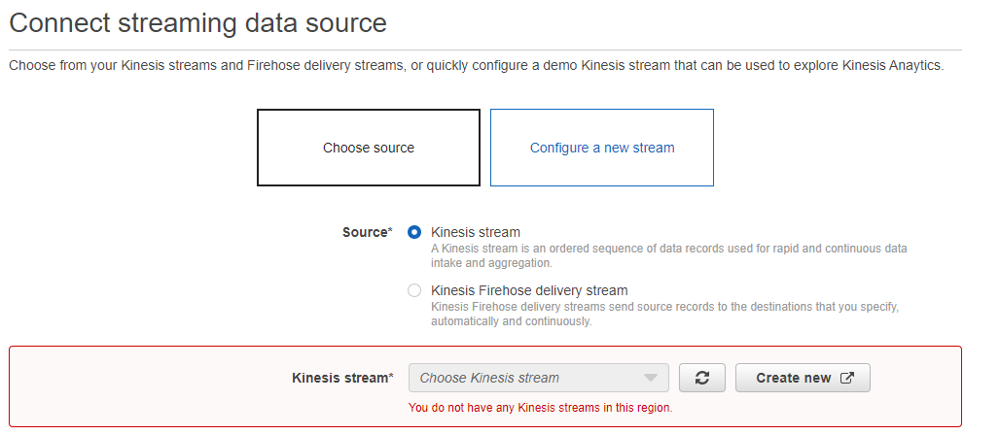 Connect streaming data source
Choose from your Kinesis streams and Firehose delivery streams, or quickly configure a demo Kinesis stream that can be used to explore Kinesis Anaytics.
Choose source
Configure a new stream
Source*
Kinesis stream
A Kinesis stream is an ordered sequence of data records used for rapid and continuous data
intake and aggregation.
Kinesis Firehose delivery stream
Kinesis Firehose delivery streams send source records to the destinations that you specify,
automatically and continuously.
Kinesis stream*
Choose Kinesis stream
Create new
You do not have any Kinesis streams in this region.